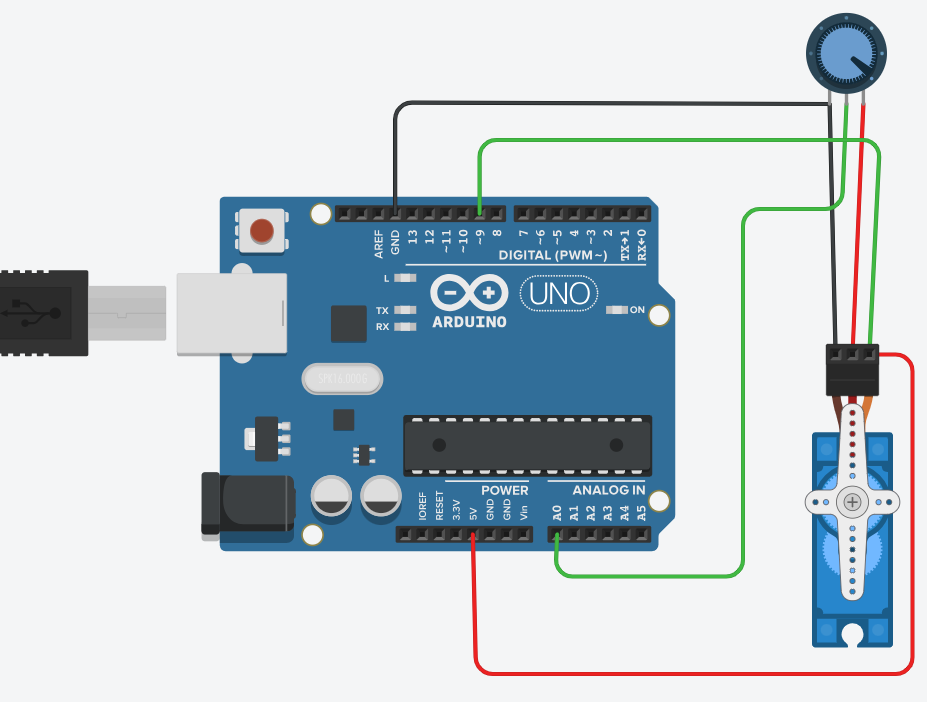 AREF
GND
13
12
~11
~10
~9
8
7
~6
~5
4
~3
2
TX→1
RX←0
DIGITAL (PWM~)
L
TX
RX
UNO
ON
ARDUINO
SPK16.000G
POWER
ANALOG IN
IOREF
RESET
3.3V
5V
GND
GND
Vin
A0
A1
A2
A3
A4
A5